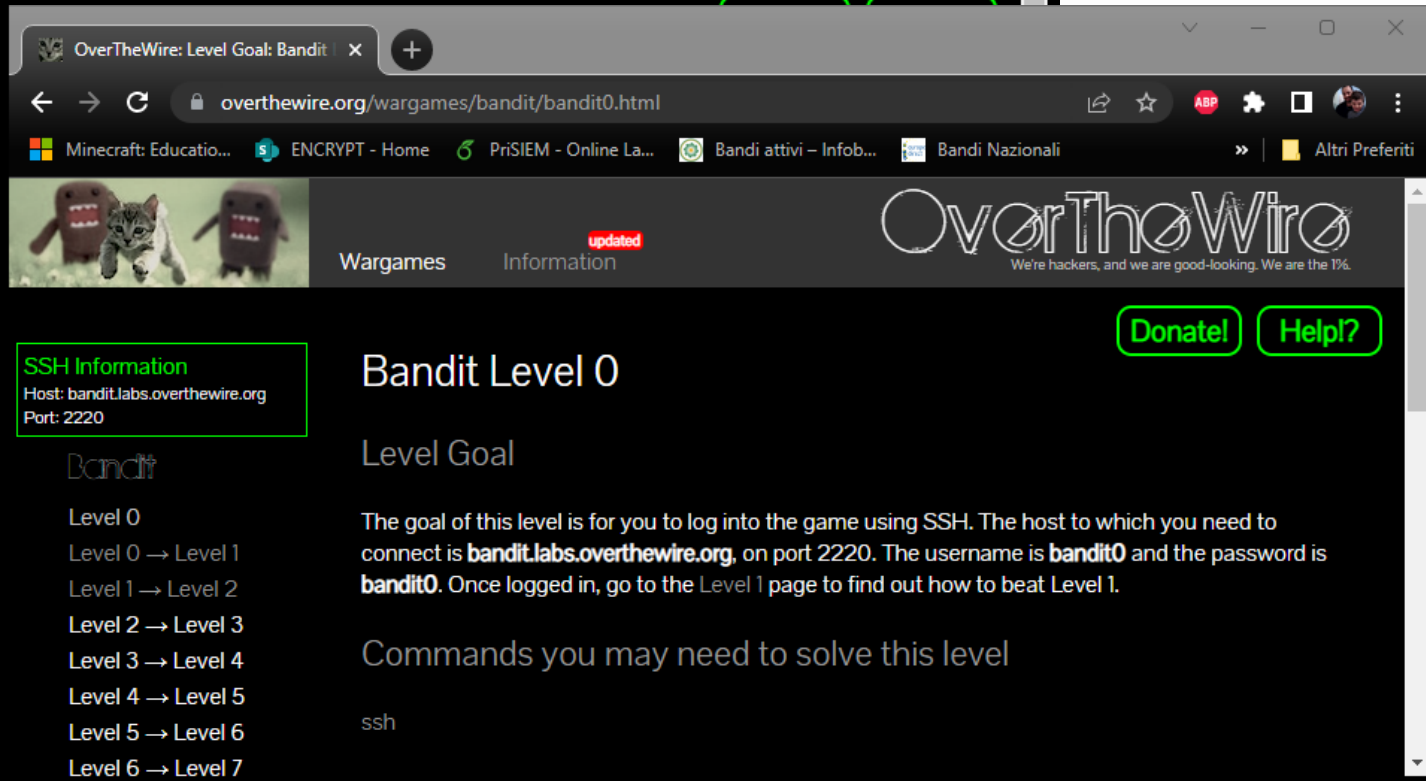 OverTheWire: Level Goal: Bandit
overthewire.org/wargames/bandit/bandit0.html
ABP
Minecraft: Educatio...
ENCRYPT - Home
PriSIEM - Online La...
Bandi attivi – Infob...
Bandi Nazionali
»
Altri Preferiti
Wargames
Information
updated
OverTheWire
We're hackers, and we are good-looking. We are the 1%.
Donate!
Help!?
SSH Information
Host: bandit.labs.overthewire.org
Port: 2220
Bandit
Level 0
Level 0 → Level 1
Level 1 → Level 2
Level 2 → Level 3
Level 3 → Level 4
Level 4 → Level 5
Level 5 → Level 6
Level 6 → Level 7
Bandit Level 0
Level Goal
The goal of this level is for you to log into the game using SSH. The host to which you need to
connect is bandit.labs.overthewire.org, on port 2220. The username is bandit0 and the password is
bandit0. Once logged in, go to the Level 1 page to find out how to beat Level 1.
Commands you may need to solve this level
ssh